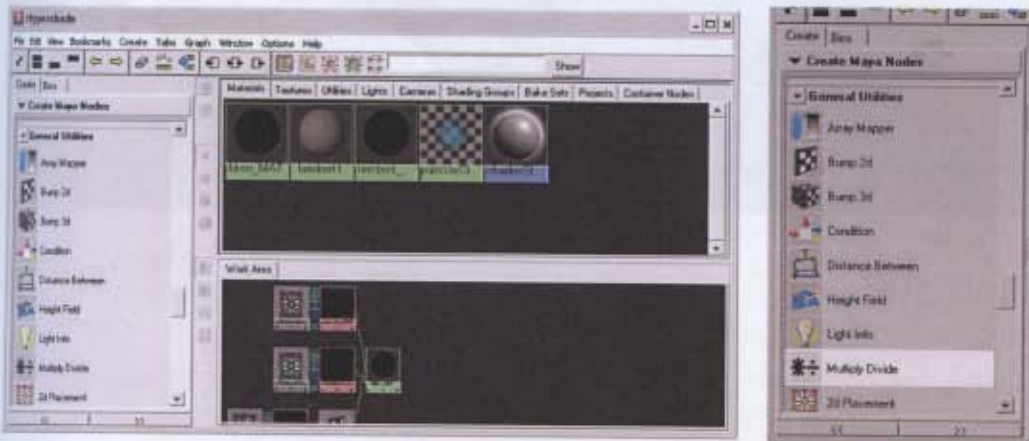 Hypershade
File Edit View Bookmarks Create Tabs Graph Window Options Help
Show
Create Bins
Create Maya Nodes
General Utilities
Array Mapper
Bump 2d
Bump 3d
Condition
Distance Between
Height Field
Light Info
Multiply Divide
2d Placement
<< >>
Materials Textures Utilities Lights Cameras Shading Groups Bake Sets Projects Container Nodes
lambert1 particleCl
Work Area
Create Bins
Create Maya Nodes
General Utilities
Array Mapper
Bump 2d
Bump 3d
Condition
Distance Between
Height Field
Light Info
Multiply Divide
2d Placement
<< >>